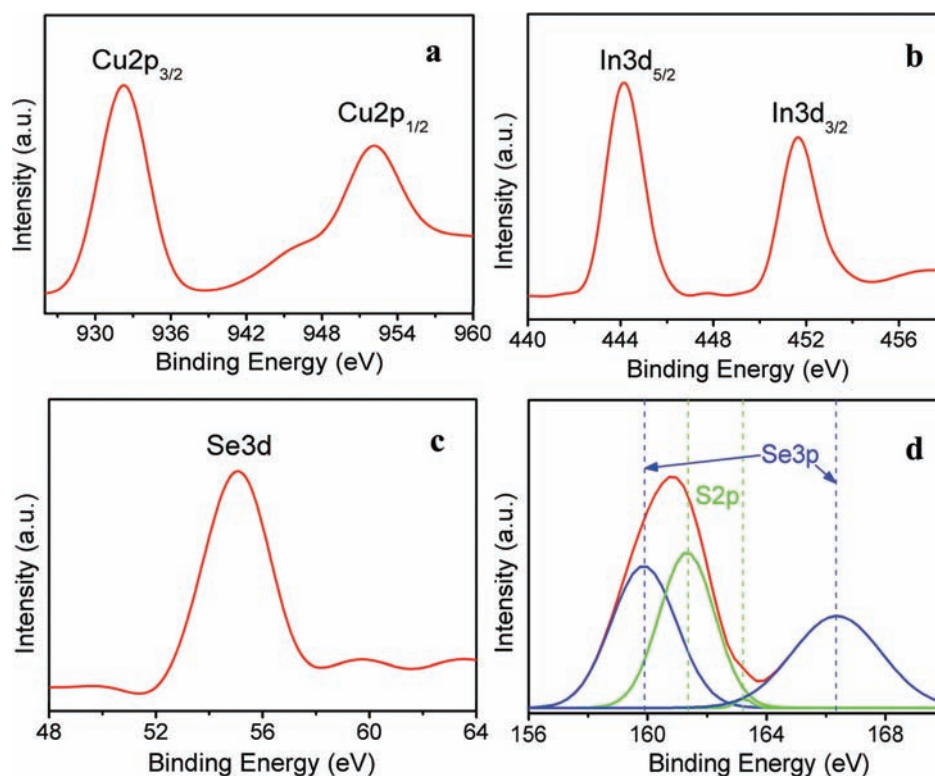 a
Cu2p3/2
Cu2p1/2
Intensity (a.u.)
930 936 942 948 954 960
Binding Energy (eV)
b
In3d5/2
In3d3/2
Intensity (a.u.)
440 444 448 452 456
Binding Energy (eV)
c
Se3d
Intensity (a.u.)
48 52 56 60 64
Binding Energy (eV)
d
Se3p
S2p
Intensity (a.u.)
156 160 164 168
Binding Energy (eV)